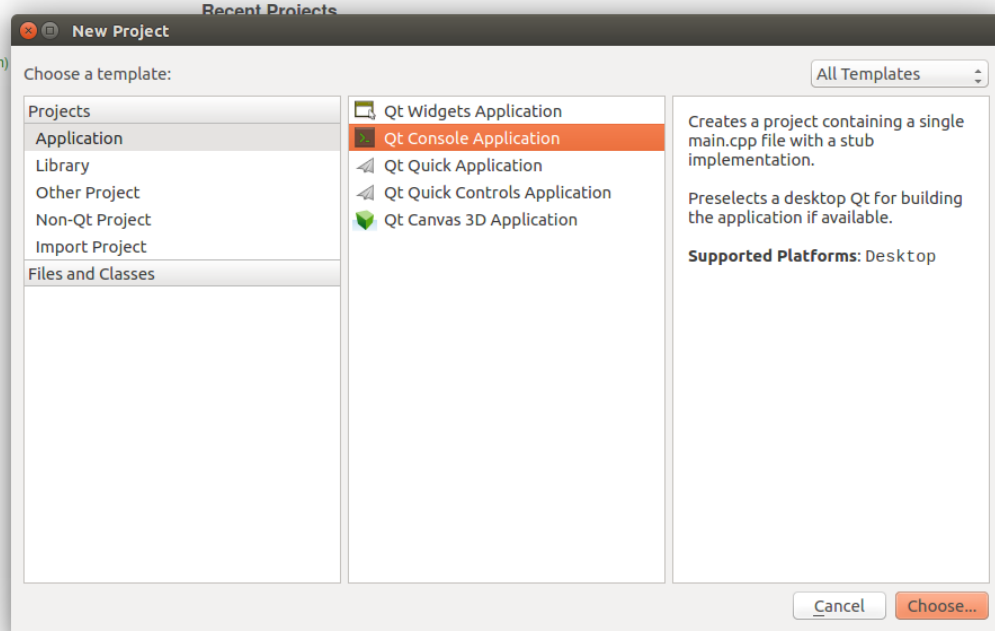 Recent Projects
New Project
n)
Choose a template:
All Templates
Projects
Application
Library
Other Project
Non-Qt Project
Import Project
Files and Classes
Qt Widgets Application
Qt Console Application
Qt Quick Application
Qt Quick Controls Application
Qt Canvas 3D Application
Creates a project containing a single
main.cpp file with a stub
implementation.
Preselects a desktop Qt for building
the application if available.
Supported Platforms: Desktop
Cancel
Choose...